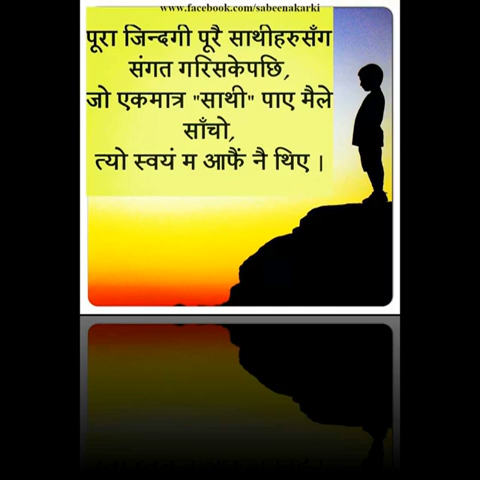 www.facebook.com/sabeenakarki
पूरा जिन्दगी पूरै साथीहरुसँग
संगत गरिसकेपछि,
जो एकमात्र "साथी" पाए मैले
साँचो,
त्यो स्वयं म आफैं नै थिए ।